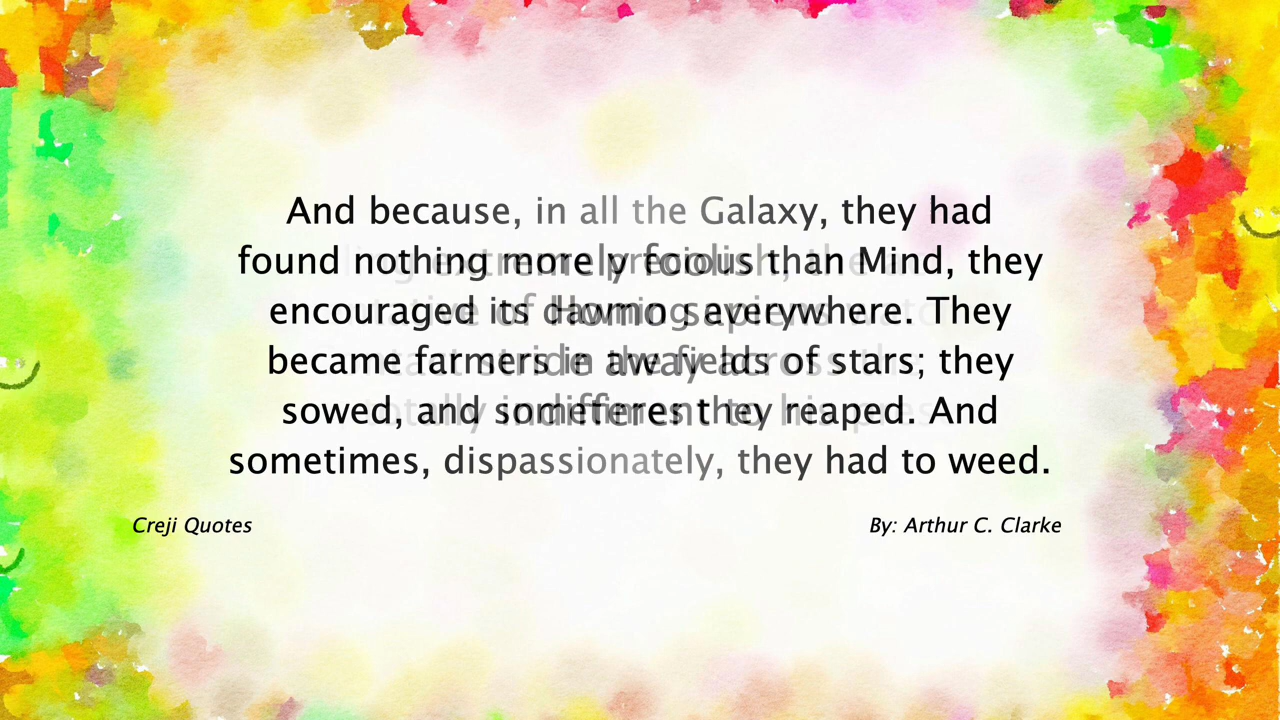 And because, in all the Galaxy, they had
found nothing more precious than Mind, they
encouraged its dawning everywhere. They
became farmers in the fields of stars; they
sowed, and sometimes they reaped. And
sometimes, dispassionately, they had to weed.
Creji Quotes
By: Arthur C. Clarke